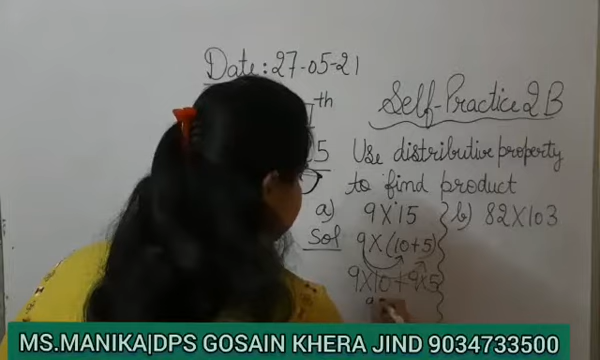 Date: 27-05-21
th
5
Self-Practice 2B
Use distributive property
to find product
a) 9X15
b) 82X103
Sol
9X(10+5)
9X10+9x5
MS.MANIKA|DPS GOSAIN KHERA JIND 9034733500